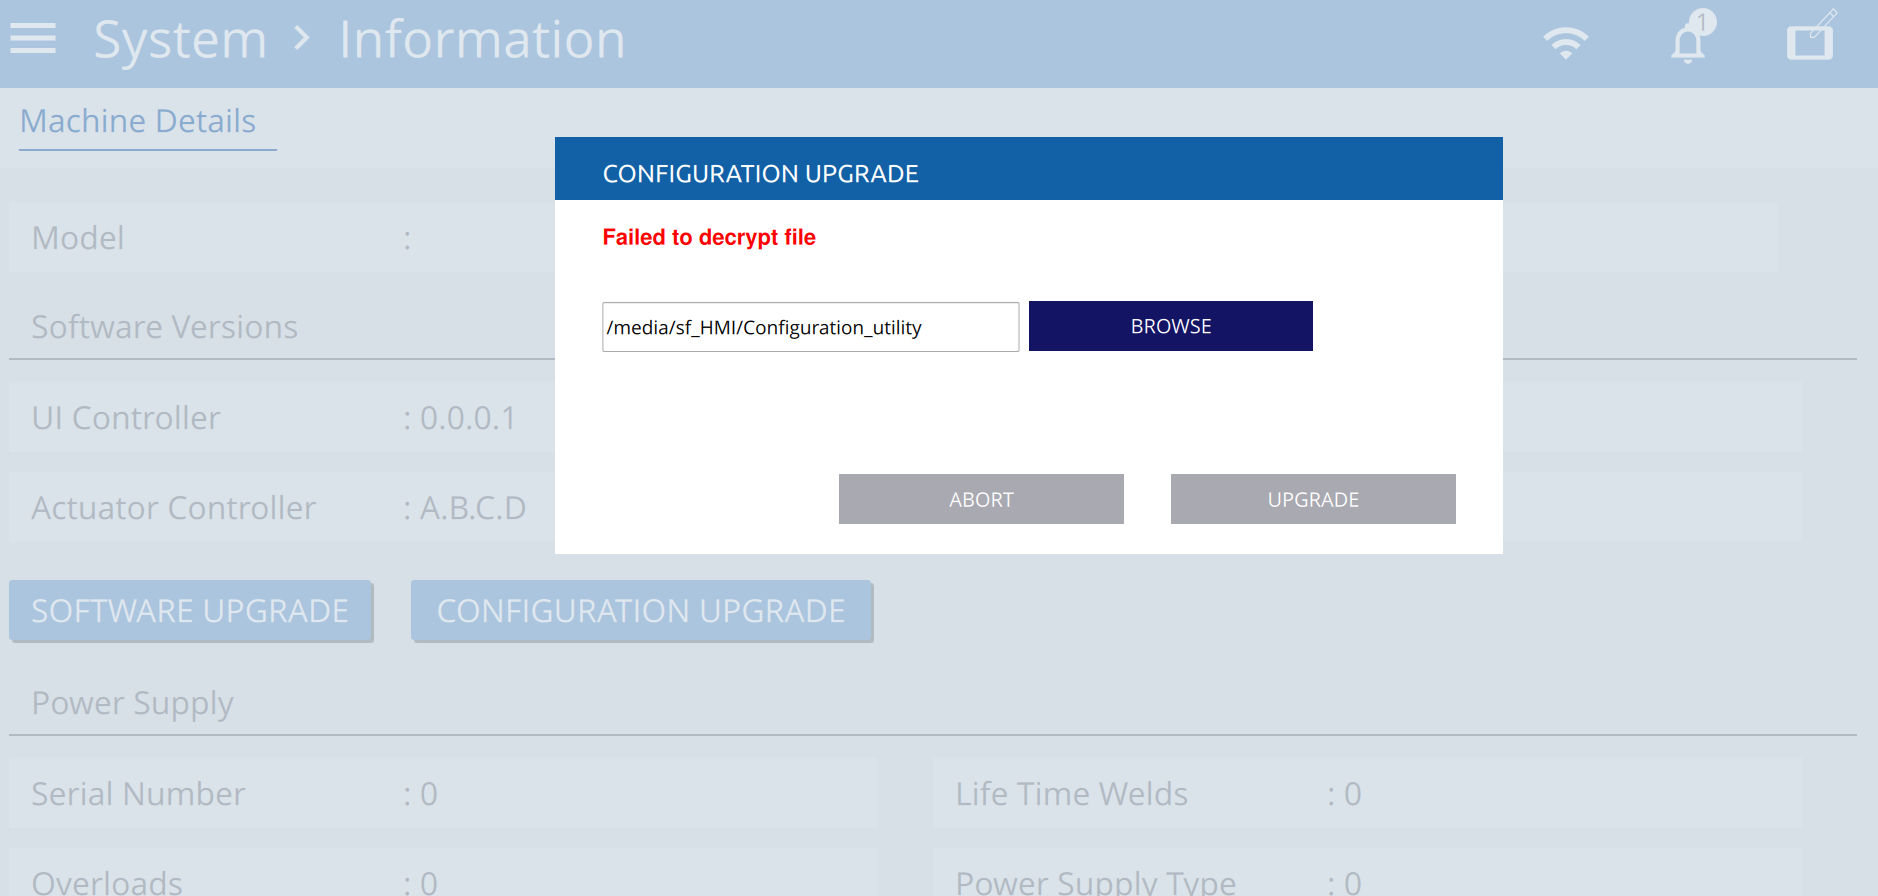 System > Information
1
Machine Details
CONFIGURATION UPGRADE
Failed to decrypt file
/media/sf_HMI/Configuration_utility
BROWSE
ABORT
UPGRADE
Model :
Software Versions
UI Controller : 0.0.0.1
Actuator Controller : A.B.C.D
SOFTWARE UPGRADE
CONFIGURATION UPGRADE
Power Supply
Serial Number : 0
Life Time Welds : 0
Overloads : 0
Power Supply Type : 0